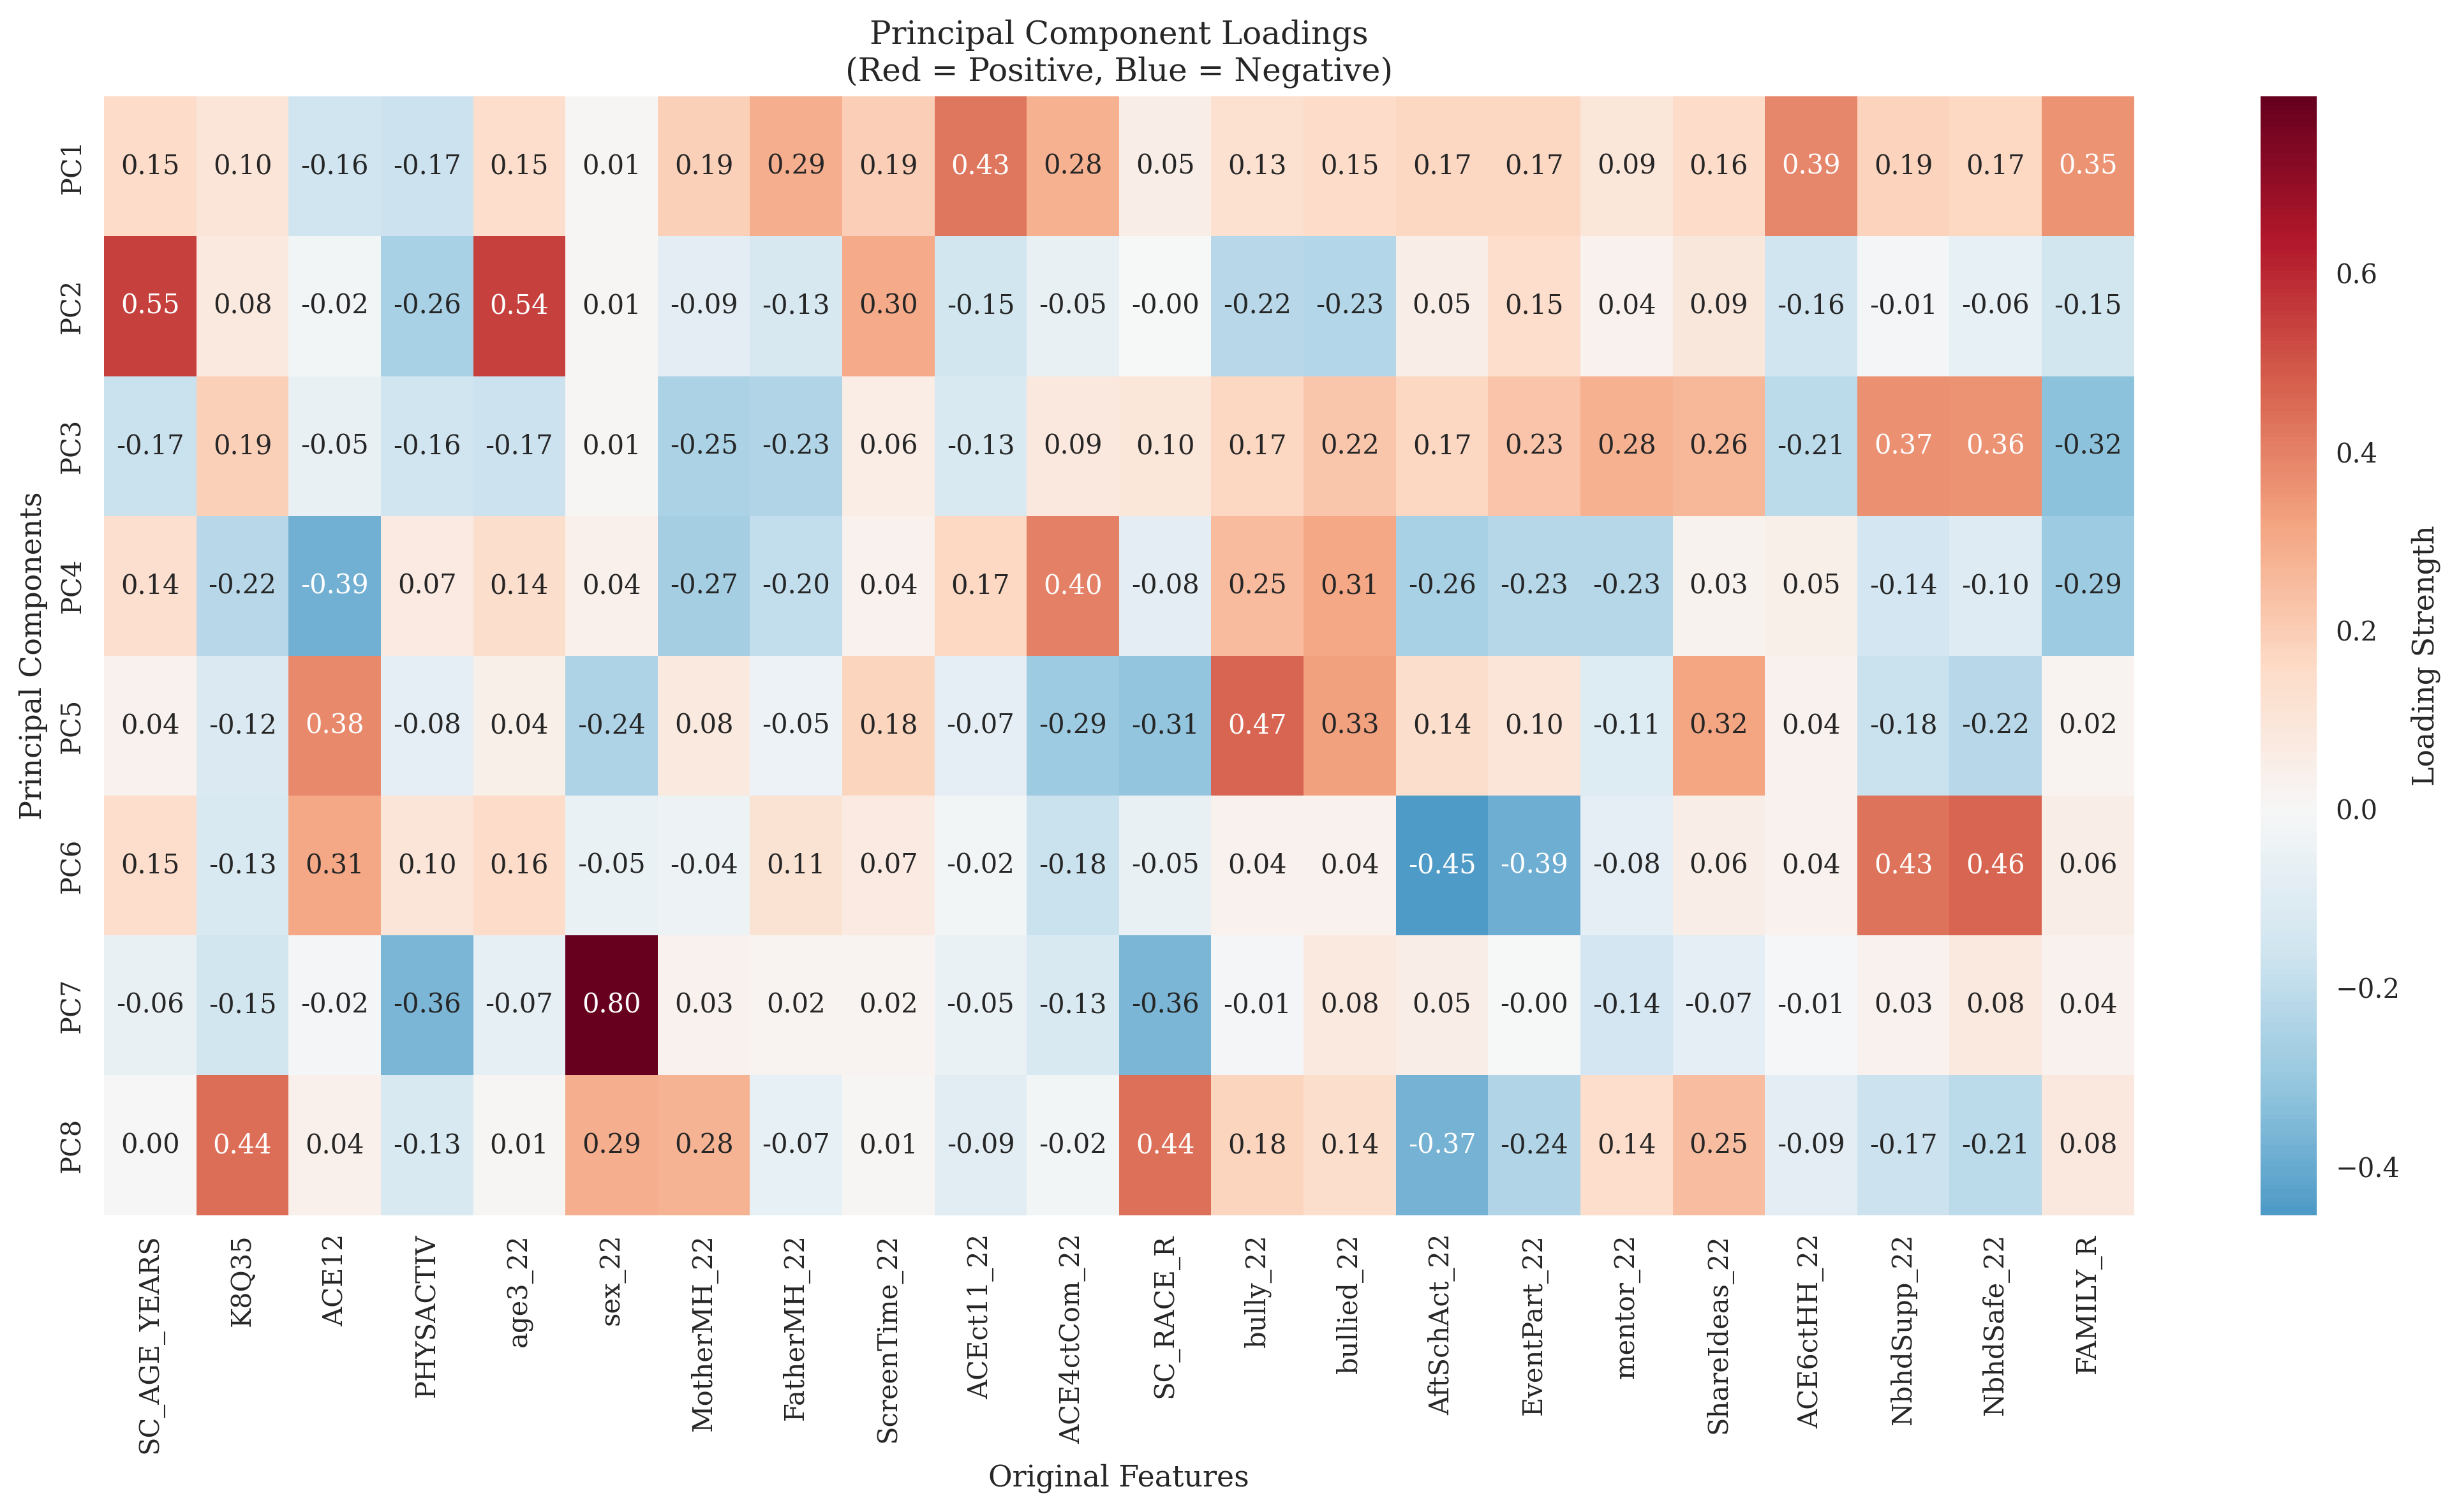 Principal Component Loadings
(Red = Positive, Blue = Negative)
Principal Components
PC1 0.15 0.10 -0.16 -0.17 0.15 0.01 0.19 0.29 0.19 0.43 0.28 0.05 0.13 0.15 0.17 0.17 0.09 0.16 0.39 0.19 0.17 0.35
PC2 0.55 0.08 -0.02 -0.26 0.54 0.01 -0.09 -0.13 0.30 -0.15 -0.05 -0.00 -0.22 -0.23 0.05 0.15 0.04 0.09 -0.16 -0.01 -0.06 -0.15
PC3 -0.17 0.19 -0.05 -0.16 -0.17 0.01 -0.25 -0.23 0.06 -0.13 0.09 0.10 0.17 0.22 0.17 0.23 0.28 0.26 -0.21 0.37 0.36 -0.32
PC4 0.14 -0.22 -0.39 0.07 0.14 0.04 -0.27 -0.20 0.04 0.17 0.40 -0.08 0.25 0.31 -0.26 -0.23 -0.23 0.03 0.05 -0.14 -0.10 -0.29
PC5 0.04 -0.12 0.38 -0.08 0.04 -0.24 0.08 -0.05 0.18 -0.07 -0.29 -0.31 0.47 0.33 0.14 0.10 -0.11 0.32 0.04 -0.18 -0.22 0.02
PC6 0.15 -0.13 0.31 0.10 0.16 -0.05 -0.04 0.11 0.07 -0.02 -0.18 -0.05 0.04 0.04 -0.45 -0.39 -0.08 0.06 0.04 0.43 0.46 0.06
PC7 -0.06 -0.15 -0.02 -0.36 -0.07 0.80 0.03 0.02 0.02 -0.05 -0.13 -0.36 -0.01 0.08 0.05 -0.00 -0.14 -0.07 -0.01 0.03 0.08 0.04
PC8 0.00 0.44 0.04 -0.13 0.01 0.29 0.28 -0.07 0.01 -0.09 -0.02 0.44 0.18 0.14 -0.37 -0.24 0.14 0.25 -0.09 -0.17 -0.21 0.08
SC_AGE_YEARS
K8Q35
ACE12
PHYSACTIV
age3_22
sex_22
MotherMH_22
FatherMH_22
ScreenTime_22
ACEct11_22
ACE4ctCom_22
SC_RACE_R
bully_22
bullied_22
AftSchAct_22
EventPart_22
mentor_22
ShareIdeas_22
ACE6ctHH_22
NbhdSupp_22
NbhdSafe_22
FAMILY_R
Original Features
0.6
0.4
0.2
0.0
−0.2
−0.4
Loading Strength